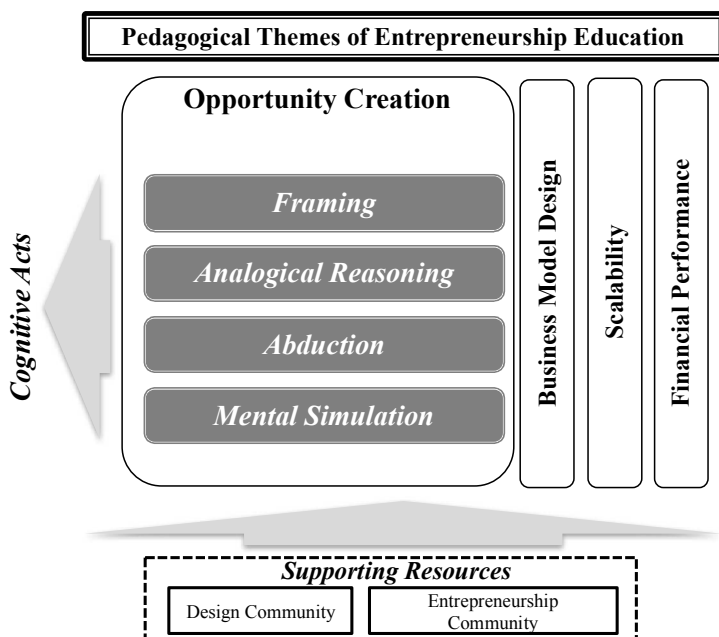 Pedagogical Themes of Entrepreneurship Education
Opportunity Creation
Framing
Analogical Reasoning
Abduction
Mental Simulation
Cognitive Acts
Business Model Design
Scalability
Financial Performance
Supporting Resources
Design Community
Entrepreneurship
Community